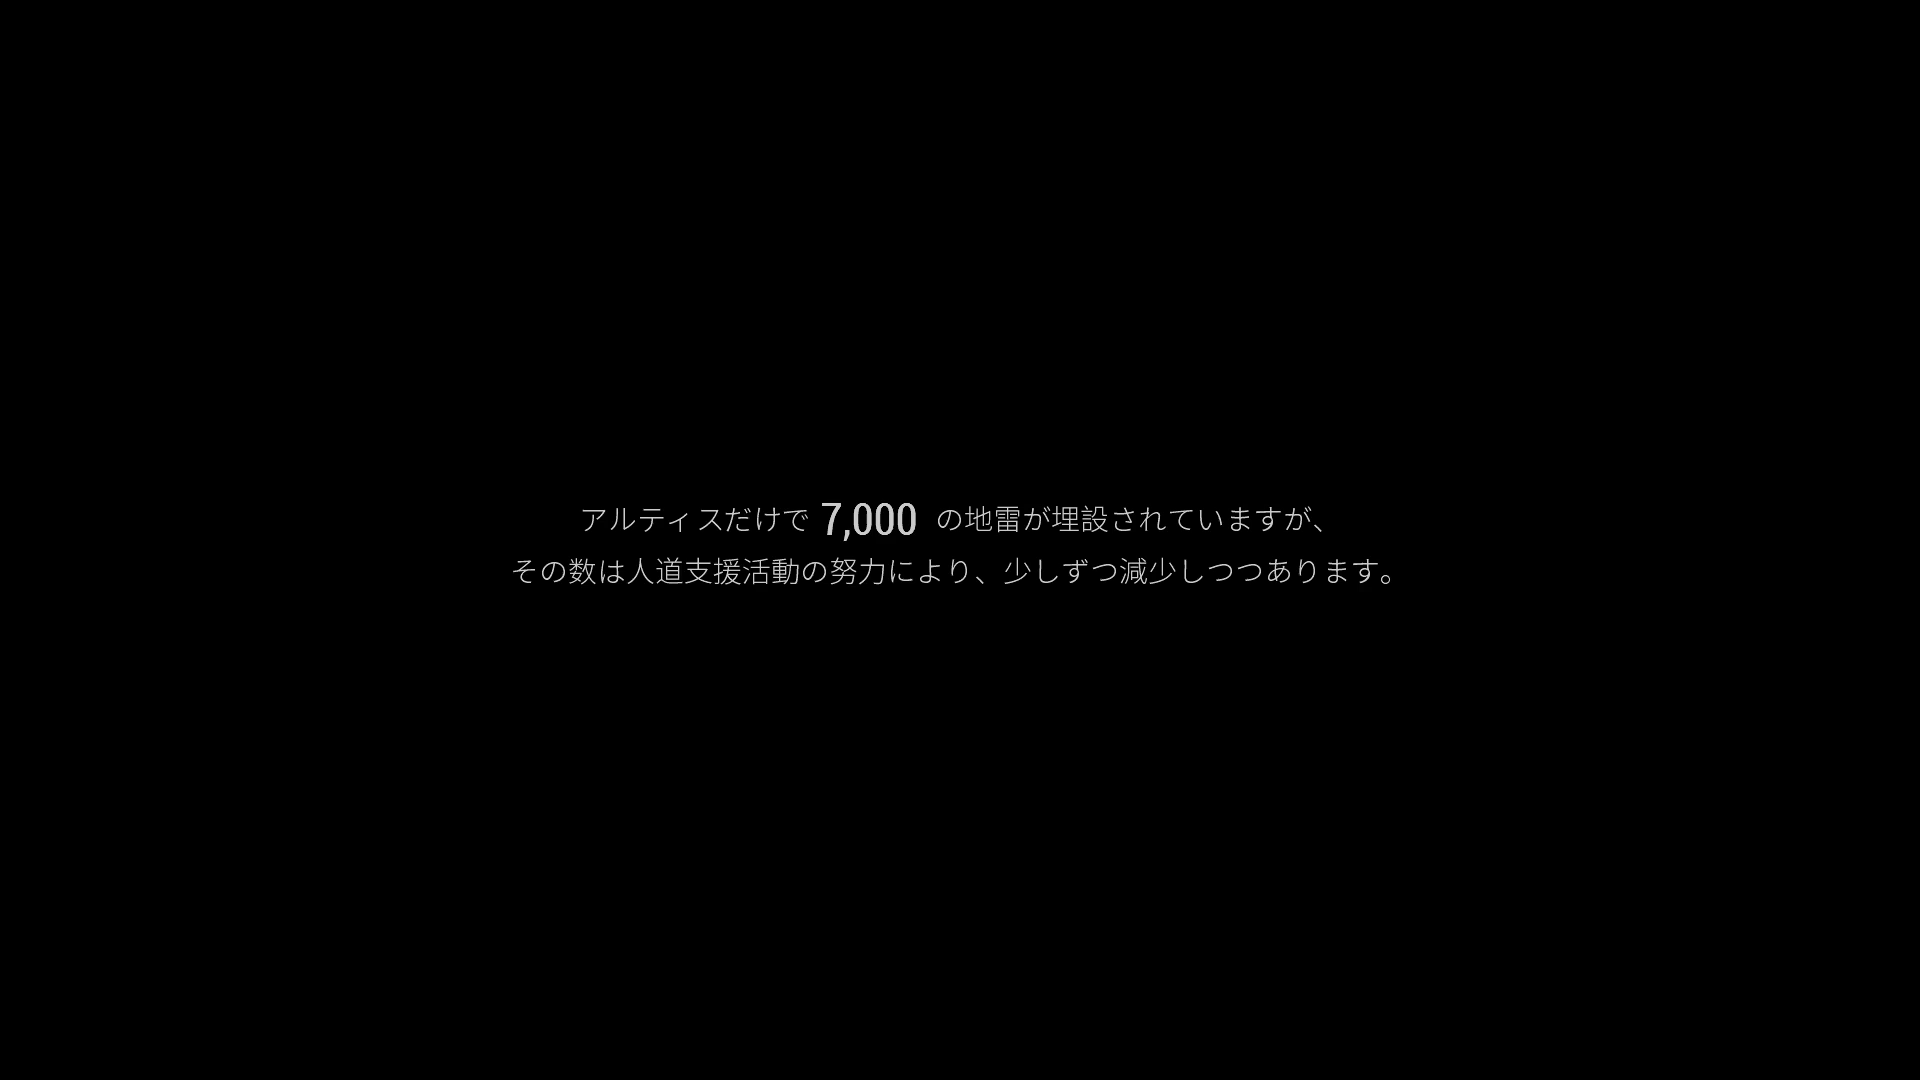 アルティスだけで 7,000 の地雷が埋設されていますが、
その数は人道支援活動の努力により、少しずつ減少しつつあります。